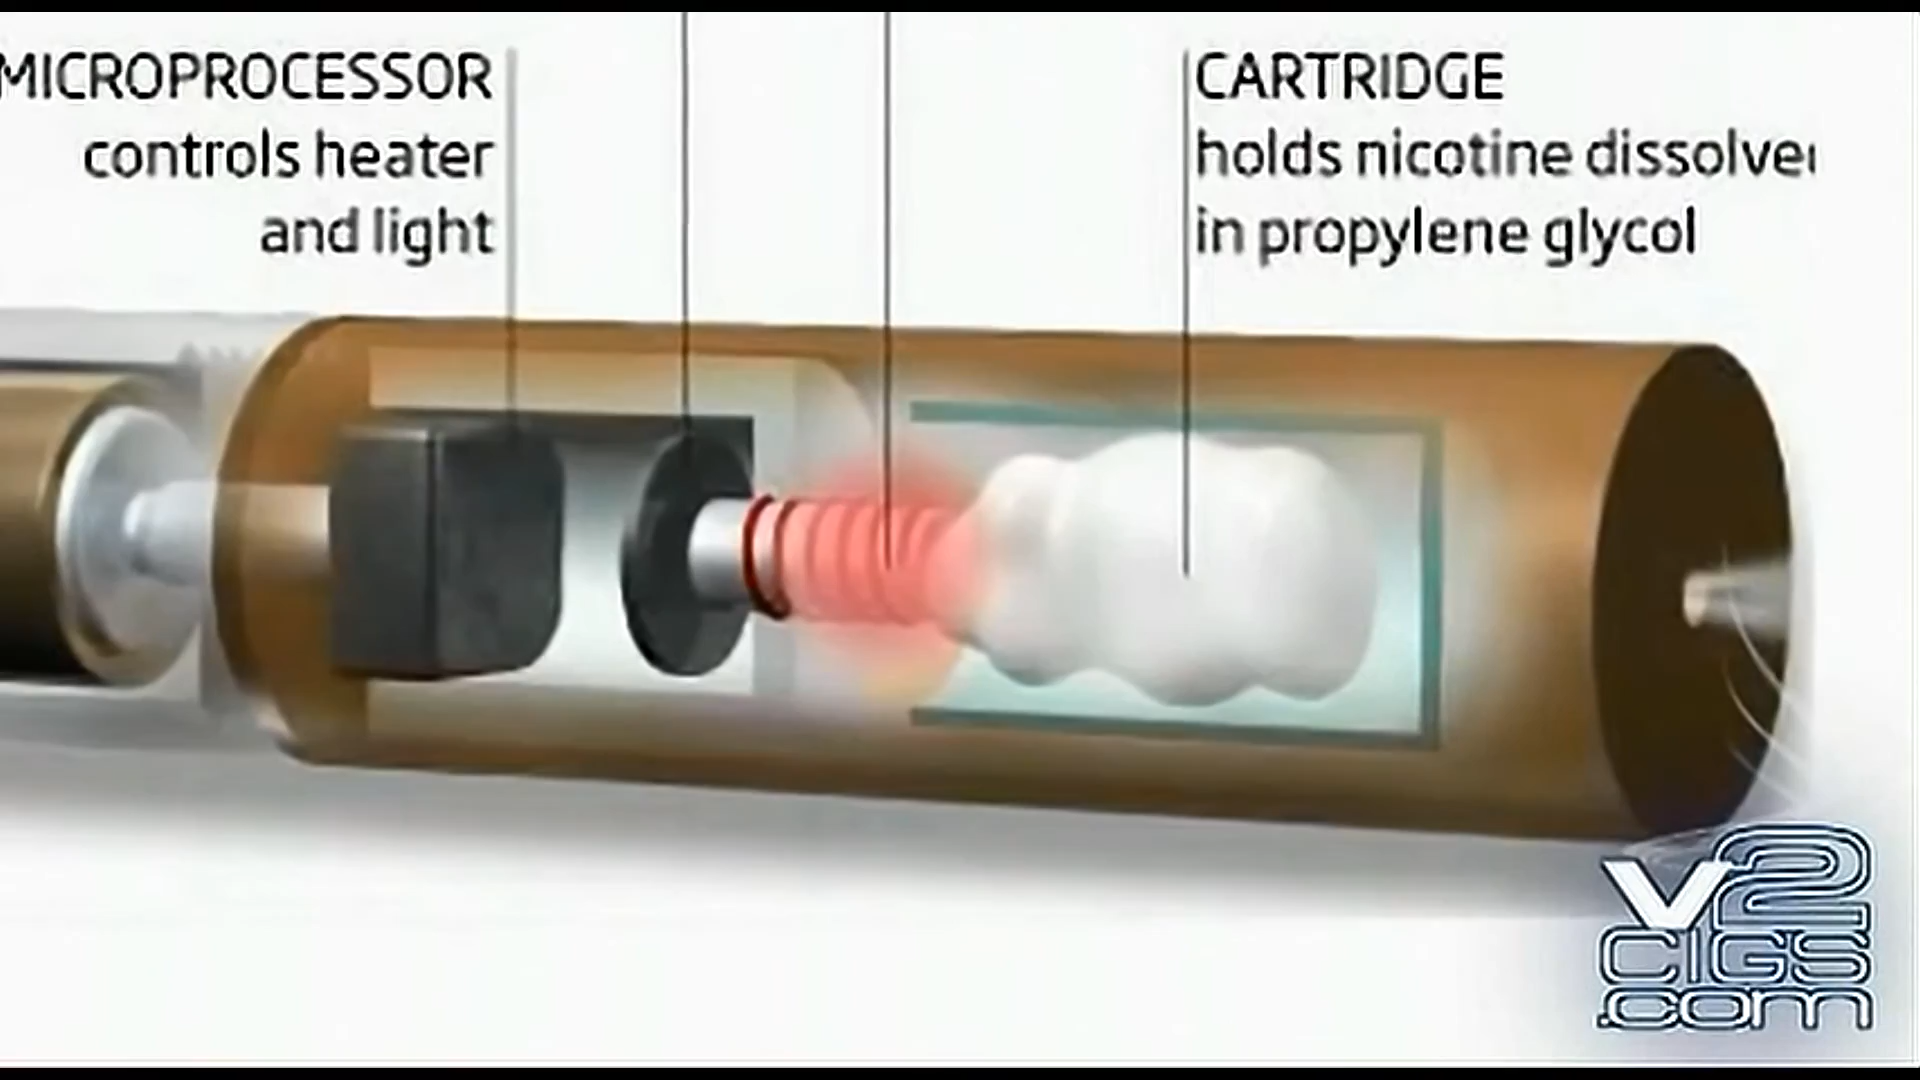 MICROPROCESSOR
controls heater
and light
CARTRIDGE
holds nicotine dissolve
in propylene glycol
v2
CIGS
.com